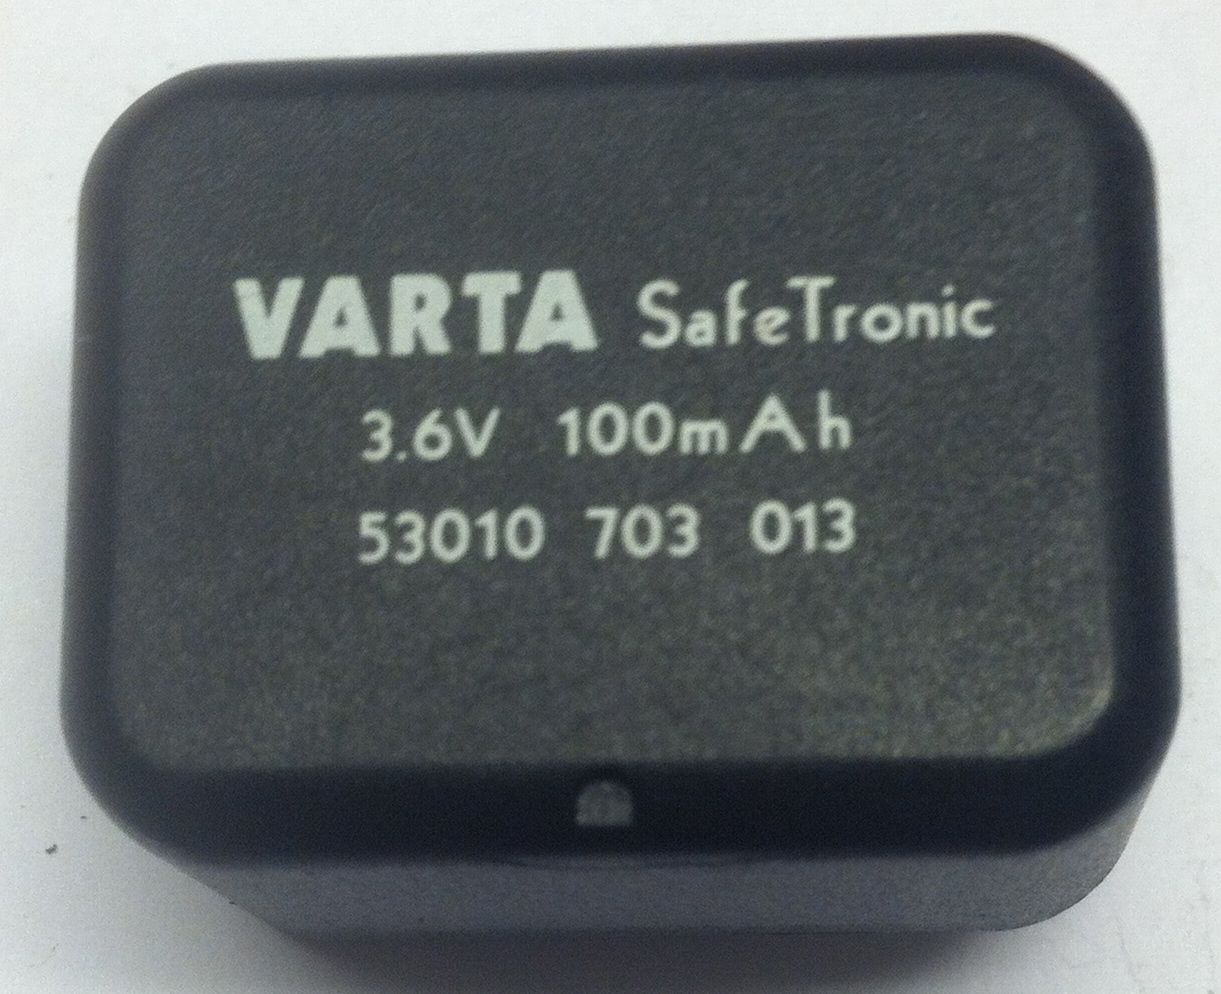 VARTA SafeTronic
3.6V 100mAh
53010 703 013